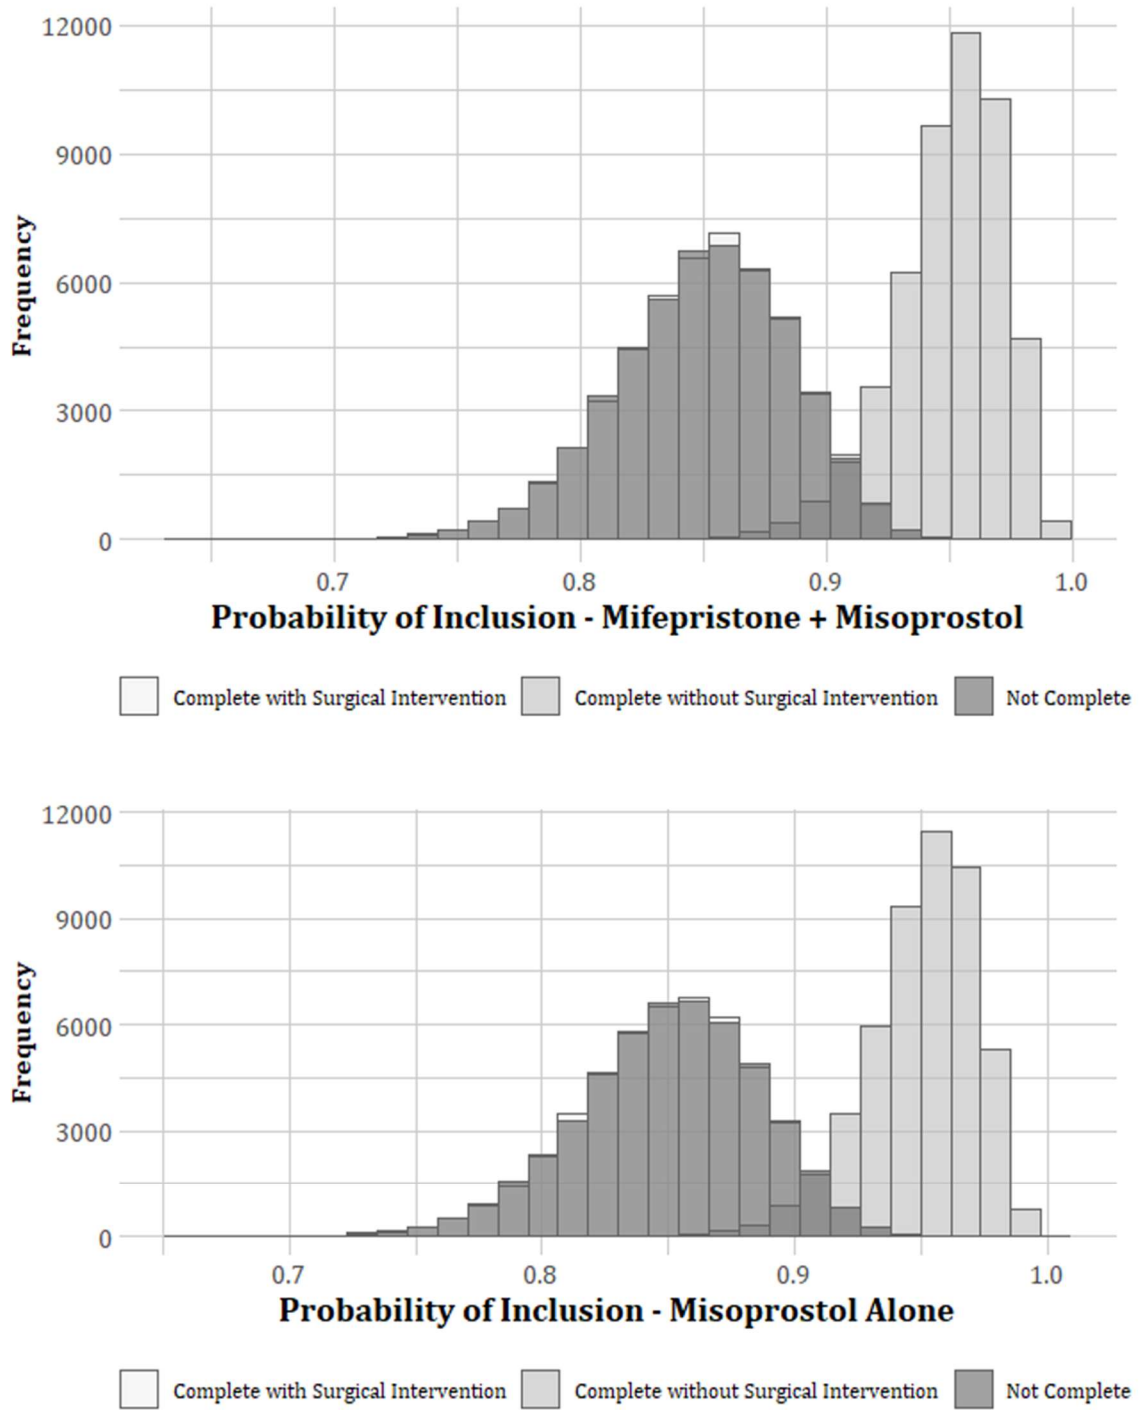 12000
9000
6000
3000
0
Frequency
0.7 0.8 0.9 1.0
Probability of Inclusion - Mifepristone + Misoprostol
Complete with Surgical Intervention Complete without Surgical Intervention Not Complete
12000
9000
6000
3000
0
Frequency
0.7 0.8 0.9 1.0
Probability of Inclusion - Misoprostol Alone
Complete with Surgical Intervention Complete without Surgical Intervention Not Complete